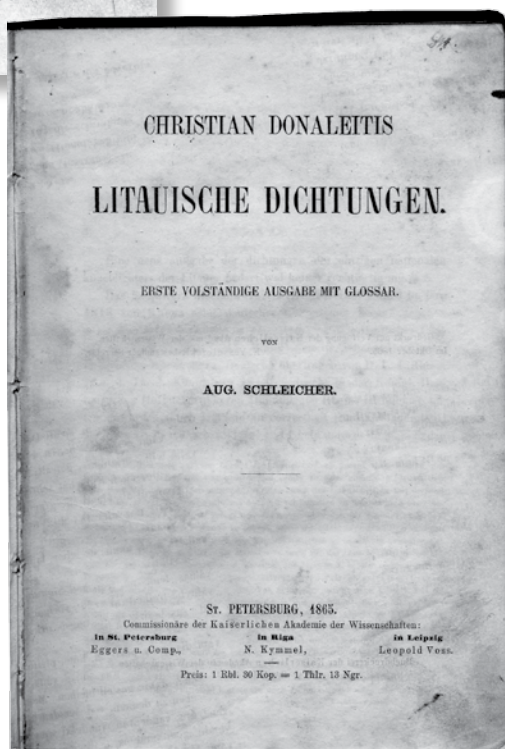 CHRISTIAN DONALEITIS
LITAUISCHE DICHTUNGEN.
ERSTE VOLSTÄNDIGE AUSGABE MIT GLOSSAR.
VON
AUG. SCHLEICHER.
ST. PETERSBURG, 1865.
Commissionäre der Kaiserlichen Akademie der Wissenschaften:
in St. Petersburg in Riga in Leipzig
Eggers u. Comp., N. Kymmel, Leopold Voss.
Preis: 1 Rbl. 30 Kop. = 1 Thlr. 13 Ngr.